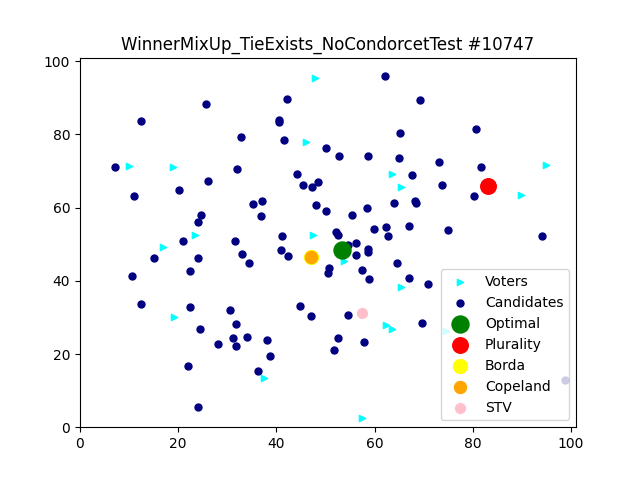 WinnerMixUp_TieExists_NoCondorcetTest #10747
100
80
60
40
20
0
0 20 40 60 80 100
Voters
Candidates
Optimal
Plurality
Borda
Copeland
STV